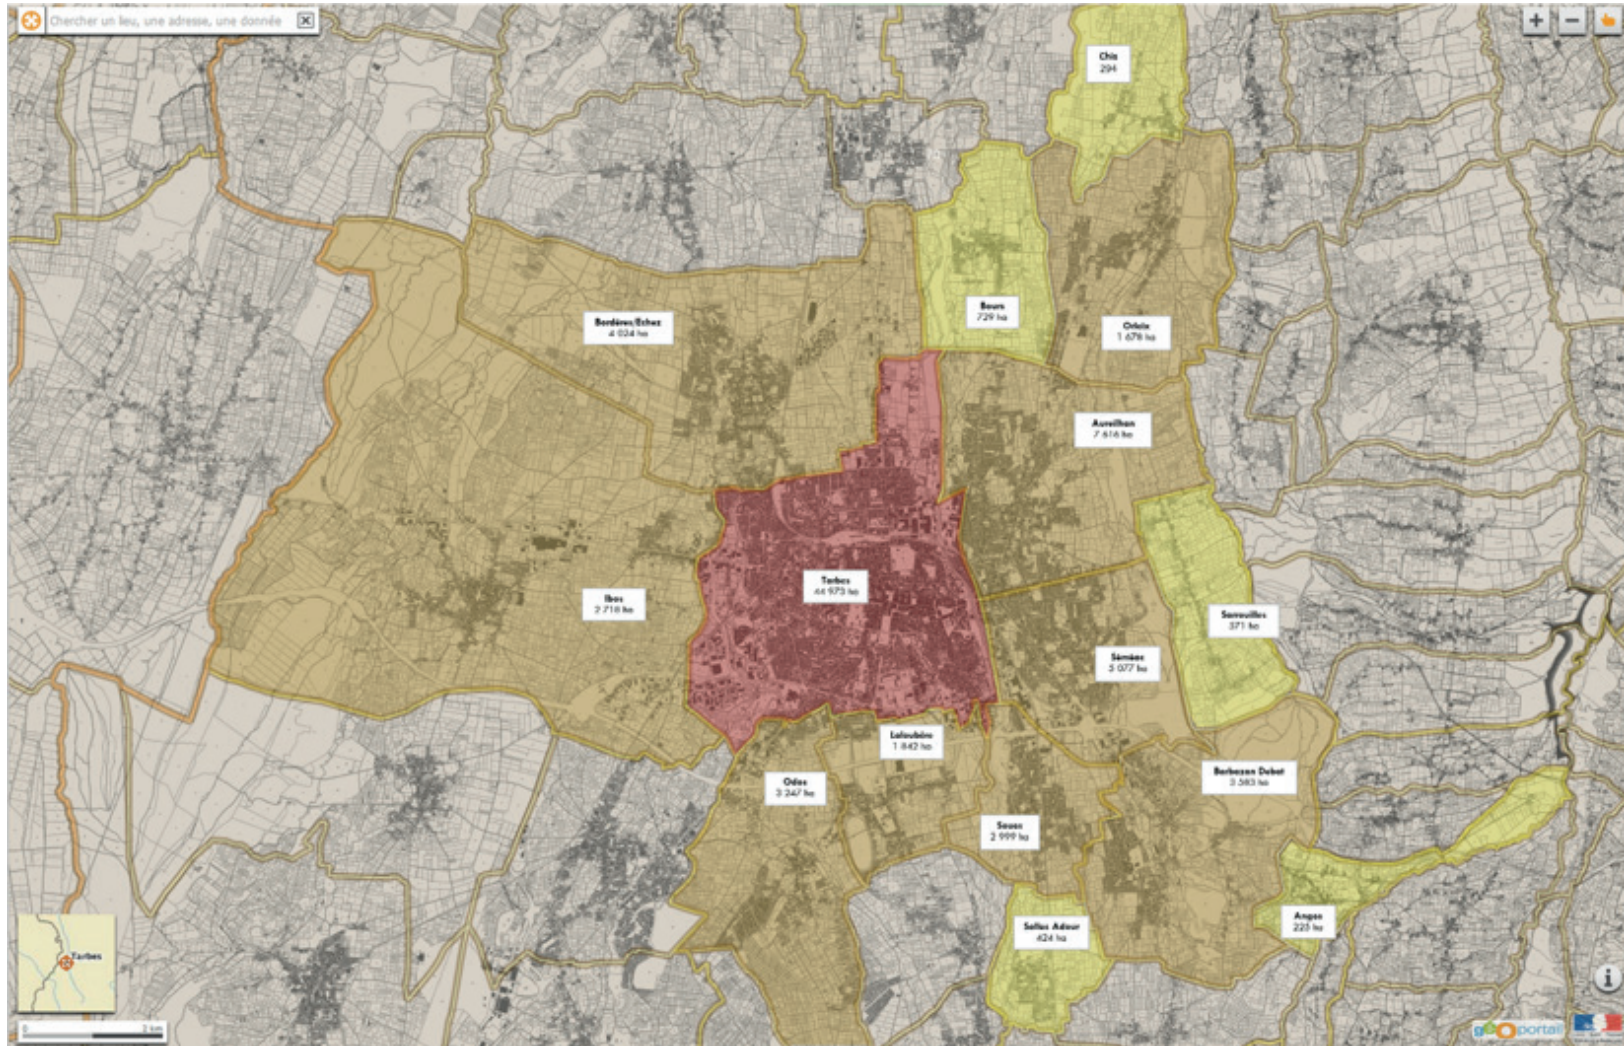 Chercher un lieu, une adresse, une donnée
Chis
294
Bours
729 ha
Orleix
1 678 ha
Bordères/Echez
4 024 ha
Aureilhan
7 616 ha
Tarbes
44 973 ha
Ibos
2 718 ha
Sarrouilles
571 ha
Séméac
5 077 ha
Laloubère
1 842 ha
Odos
3 247 ha
Barbazan Debat
3 583 ha
Soues
2 999 ha
Salles Adour
424 ha
Angos
225 ha
Tarbes
0 2 km
géoportail